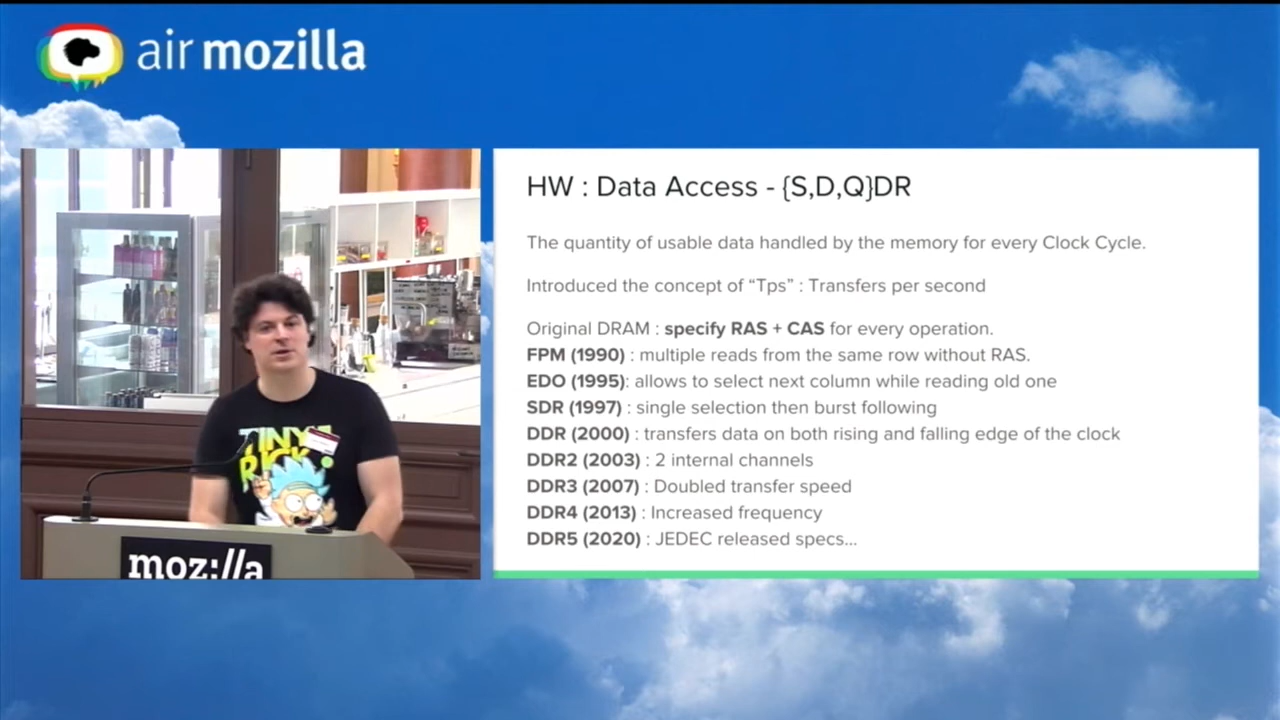 air mozilla
HW : Data Access - {S,D,Q}DR
The quantity of usable data handled by the memory for every Clock Cycle.
Introduced the concept of “Tps” : Transfers per second
Original DRAM : specify RAS + CAS for every operation.
FPM (1990) : multiple reads from the same row without RAS.
EDO (1995): allows to select next column while reading old one
SDR (1997) : single selection then burst following
DDR (2000) : transfers data on both rising and falling edge of the clock
DDR2 (2003) : 2 internal channels
DDR3 (2007) : Doubled transfer speed
DDR4 (2013) : Increased frequency
DDR5 (2020) : JEDEC released specs...
TINY
RICK
moz://a